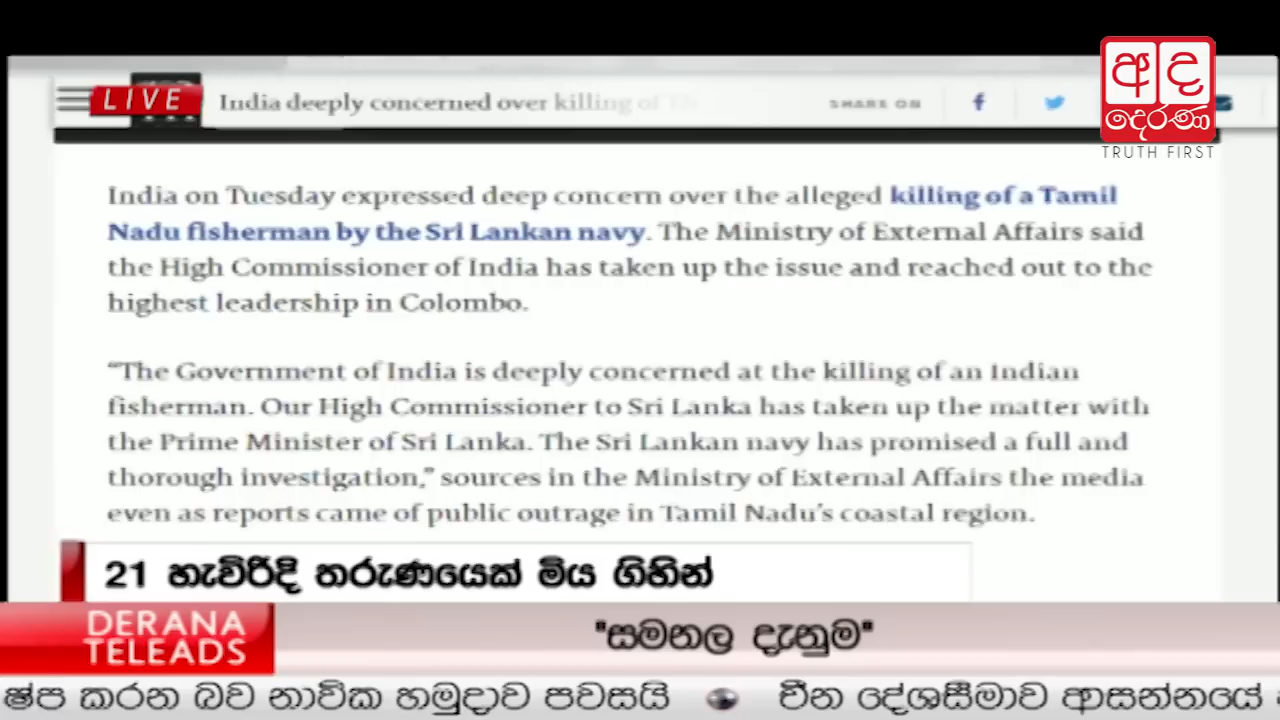 අද
දෙරණ
TRUTH FIRST
LIVE
India deeply concerned over killing of
SHARE ON
India on Tuesday expressed deep concern over the alleged killing of a Tamil
Nadu fisherman by the Sri Lankan navy. The Ministry of External Affairs said
the High Commissioner of India has taken up the issue and reached out to the
highest leadership in Colombo.
“The Government of India is deeply concerned at the killing of an Indian
fisherman. Our High Commissioner to Sri Lanka has taken up the matter with
the Prime Minister of Sri Lanka. The Sri Lankan navy has promised a full and
thorough investigation,” sources in the Ministry of External Affairs the media
even as reports came of public outrage in Tamil Nadu’s coastal region.
21 හැවිරිදි තරුණයෙක් මිය ගිහින්
DERANA
TELEADS
"සමනල දැනුම"
ෂ්ප කරන බව නාවික හමුදාව පවසයි චීන දේශසීමාව ආසන්නයේ